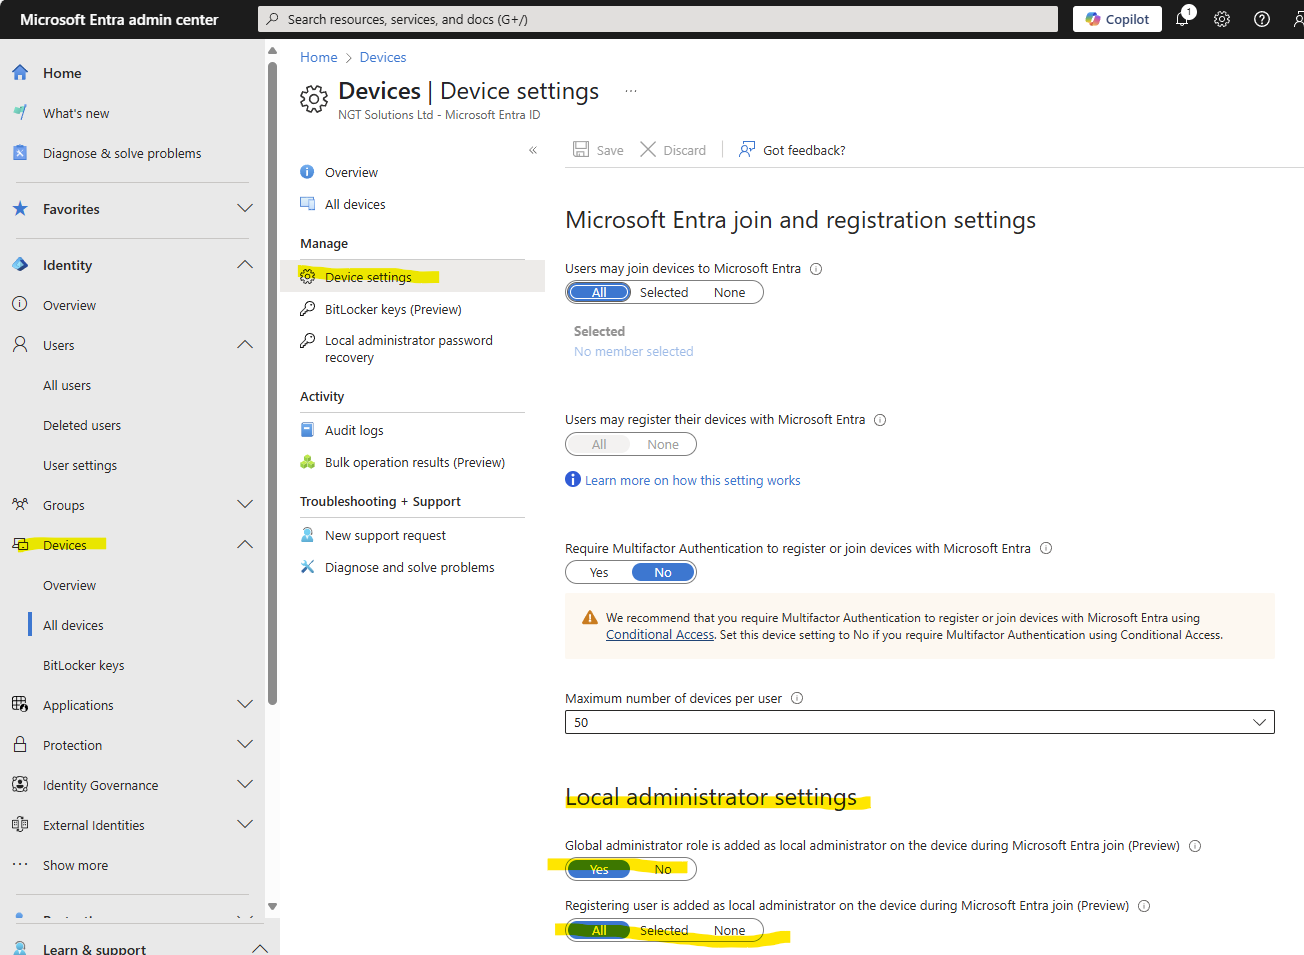 Microsoft Entra admin center
Search resources, services, and docs (G+/)
Copilot
1
Home
What's new
Diagnose & solve problems
Favorites
Identity
Overview
Users
All users
Deleted users
User settings
Groups
Devices
Overview
All devices
BitLocker keys
Applications
Protection
Identity Governance
External Identities
Show more
Learn & support
Home > Devices
Devices | Device settings ...
NGT Solutions Ltd - Microsoft Entra ID
«
Overview
All devices
Manage
Device settings
BitLocker keys (Preview)
Local administrator password
recovery
Activity
Audit logs
Bulk operation results (Preview)
Troubleshooting + Support
New support request
Diagnose and solve problems
Save Discard Got feedback?
Microsoft Entra join and registration settings
Users may join devices to Microsoft Entra
All Selected None
Selected
No member selected
Users may register their devices with Microsoft Entra
All None
Learn more on how this setting works
Require Multifactor Authentication to register or join devices with Microsoft Entra
Yes No
We recommend that you require Multifactor Authentication to register or join devices with Microsoft Entra using
Conditional Access. Set this device setting to No if you require Multifactor Authentication using Conditional Access.
Maximum number of devices per user
50
Local administrator settings
Global administrator role is added as local administrator on the device during Microsoft Entra join (Preview)
Yes No
Registering user is added as local administrator on the device during Microsoft Entra join (Preview)
All Selected None